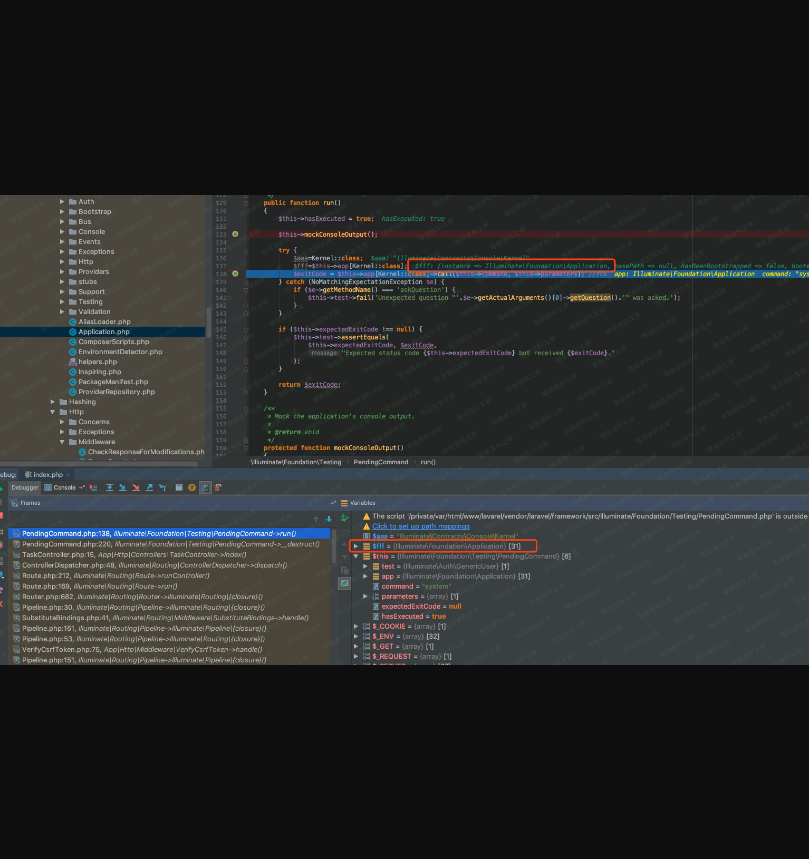 Auth
Bootstrap
Bus
Console
Events
Exceptions
Http
Providers
stubs
Support
Testing
Validation
AliasLoader.php
Application.php
ComposerScripts.php
EnvironmentDetector.php
helpers.php
Inspiring.php
PackageManifest.php
ProviderRepository.php
Hashing
Http
Concerns
Exceptions
Middleware
CheckResponseForModifications.ph
129 public function run()
130 {
131 $this->hasExecuted = true; hasExecuted: true
132
133 $this->mockConsoleOutput();
134
135 try {
136 $aaa=Kernel::class; $aaa: "Illuminate\Contracts\Console\Kernel"
137 $fff=$this->app[Kernel::class]; $fff: {instance => Illuminate\Foundation\Application, basePath => null, hasBeenBootstrapped => false, boote
138 $exitCode = $this->app[Kernel::class]->call($this->command, $this->parameters); app: Illuminate\Foundation\Application command: "sys
} catch (NoMatchingExpectationException $e) {
if ($e->getMethodName() === 'askQuestion') {
$this->test->fail('Unexpected question "'.$e->getActualArguments()[0]->getQuestion().'" was asked.');
}
}
if ($this->expectedExitCode !== null) {
$this->test->assertEquals(
$this->expectedExitCode, $exitCode,
message: "Expected status code {$this->expectedExitCode} but received {$exitCode}."
);
}
return $exitCode;
}
/**
* Mock the application's console output.
*
* @return void
*/
protected function mockConsoleOutput()
\Illuminate\Foundation\Testing › PendingCommand › run()
ebug: index.php
Debugger Console
Frames
Variables
PendingCommand.php:138, Illuminate\Foundation\Testing\PendingCommand->run()
PendingCommand.php:220, Illuminate\Foundation\Testing\PendingCommand->__destruct()
TaskController.php:15, App\Http\Controllers\TaskController->index()
ControllerDispatcher.php:48, Illuminate\Routing\ControllerDispatcher->dispatch()
Route.php:212, Illuminate\Routing\Route->runController()
Route.php:169, Illuminate\Routing\Route->run()
Router.php:682, Illuminate\Routing\Router->Illuminate\Routing\{closure}()
Pipeline.php:30, Illuminate\Routing\Pipeline->Illuminate\Routing\{closure}()
SubstituteBindings.php:41, Illuminate\Routing\Middleware\SubstituteBindings->handle()
Pipeline.php:151, Illuminate\Routing\Pipeline->Illuminate\Pipeline\{closure}()
Pipeline.php:53, Illuminate\Routing\Pipeline->Illuminate\Routing\{closure}()
VerifyCsrfToken.php:75, App\Http\Middleware\VerifyCsrfToken->handle()
Pipeline.php:151, Illuminate\Routing\Pipeline->Illuminate\Pipeline\{closure}()
The script '/private/var/html/www/lavarel/vendor/laravel/framework/src/Illuminate/Foundation/Testing/PendingCommand.php' is outside
Click to set up path mappings
$aaa = "Illuminate\Contracts\Console\Kernel"
$fff = {Illuminate\Foundation\Application} [31]
$this = {Illuminate\Foundation\Testing\PendingCommand} [6]
test = {Illuminate\Auth\GenericUser} [1]
app = {Illuminate\Foundation\Application} [31]
command = "system"
parameters = {array} [1]
expectedExitCode = null
hasExecuted = true
$_COOKIE = {array} [1]
$_ENV = {array} [32]
$_GET = {array} [1]
$_REQUEST = {array} [1]